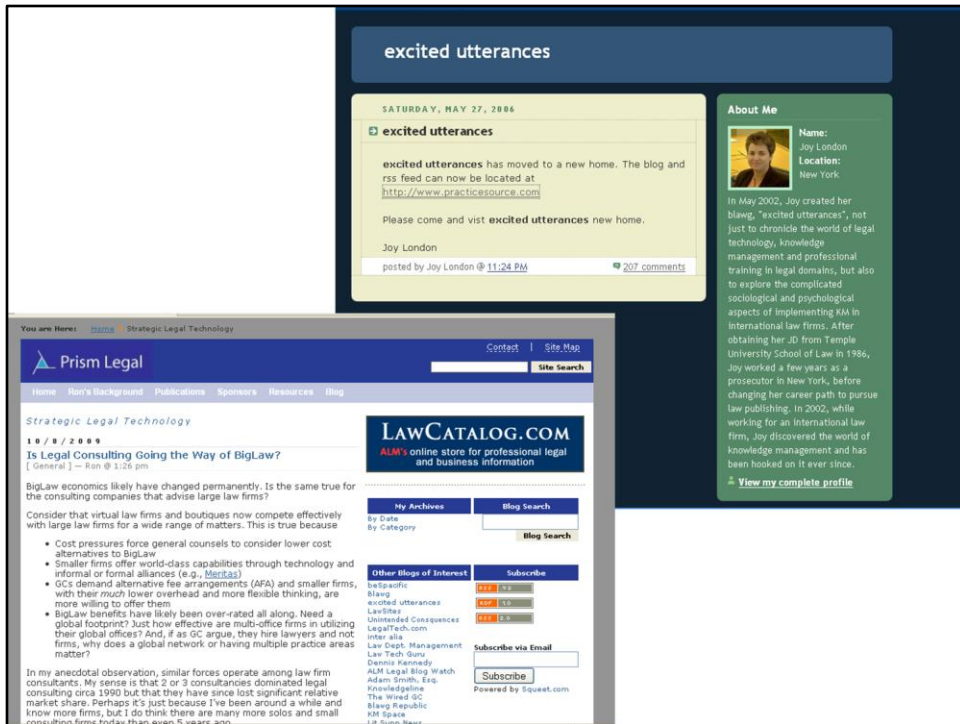 excited utterances
SATURDAY, MAY 27, 2006
excited utterances
excited utterances has moved to a new home. The blog and
rss feed can now be located at
http://www.practicesource.com
Please come and vist excited utterances new home.
Joy London
posted by Joy London @ 11:24 PM
207 comments
About Me
Name:
Joy London
Location:
New York
In May 2002, Joy created her
blawg, "excited utterances", not
just to chronicle the world of legal
technology, knowledge
management and professional
training in legal domains, but also
to explore the complicated
sociological and psychological
aspects of implementing KM in
international law firms. After
obtaining her JD from Temple
University School of Law in 1986,
Joy worked a few years as a
prosecutor in New York, before
changing her career path to pursue
law publishing. In 2002, while
working for an international law
firm, Joy discovered the world of
knowledge management and has
been hooked on it ever since.
View my complete profile
You are Here: Home Strategic Legal Technology
Prism Legal
Contact | Site Map
Site Search
Home Ron's Background Publications Sponsors Resources Blog
Strategic Legal Technology
10/8/2009
Is Legal Consulting Going the Way of BigLaw?
[ General ] — Ron @ 1:26 pm
BigLaw economics likely have changed permanently. Is the same true for
the consulting companies that advise large law firms?
Consider that virtual law firms and boutiques now compete effectively
with large law firms for a wide range of matters. This is true because
• Cost pressures force general counsels to consider lower cost
alternatives to BigLaw
• Smaller firms offer world-class capabilities through technology and
informal or formal alliances (e.g., Meritas)
• GCs demand alternative fee arrangements (AFA) and smaller firms,
with their much lower overhead and more flexible thinking, are
more willing to offer them
• BigLaw benefits have likely been over-rated all along. Need a
global footprint? Just how effective are multi-office firms in utilizing
their global offices? And, if as GC argue, they hire lawyers and not
firms, why does a global network or having multiple practice areas
matter?
In my anecdotal observation, similar forces operate among law firm
consultants. My sense is that 2 or 3 consultancies dominated legal
consulting circa 1990 but that they have since lost significant relative
market share. Perhaps it's just because I've been around a while and
know more firms, but I do think there are many more solos and small
consulting firms today than even 5 years ago.
LAWCATALOG.COM
ALM's online store for professional legal
and business information
My Archives
By Date
By Category
Blog Search
Blog Search
Other Blogs of Interest
beSpacific
Blawg
excited utterances
LawSites
Unintended Consquences
LegalTech.com
inter alia
Law Dept. Management
Law Tech Guru
Dennis Kennedy
ALM Legal Blog Watch
Adam Smith, Esq.
Knowledgeline
The Wired GC
Blawg Republic
KM Space
Lit Supp News
Subscribe
RSS
RDF 1.0
RSS 2.0
Subscribe via Email
Subscribe
Powered by Squeet.com